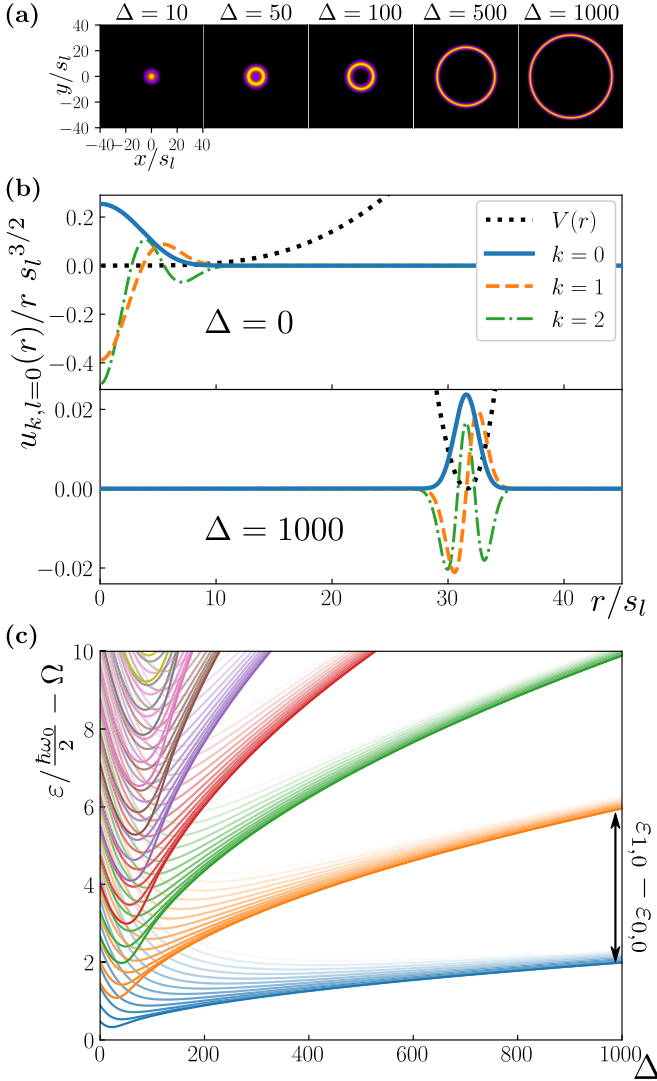 (a) Δ = 10 Δ = 50 Δ = 100 Δ = 500 Δ = 1000
y/s_l
40
20
0
−20
−40
−40 −20 0 20 40
x/s_l
(b)
u_{k,l=0}(r)/r s_l^{3/2}
0.2
0.0
−0.2
−0.4
V(r)
k = 0
k = 1
k = 2
Δ = 0
0.02
0.00
−0.02
Δ = 1000
0 10 20 30 40
r/s_l
(c)
ε/\frac{ħω_0}{2} − Ω
10
8
6
4
2
0
ε_{1,0} − ε_{0,0}
0 200 400 600 800 1000
Δ